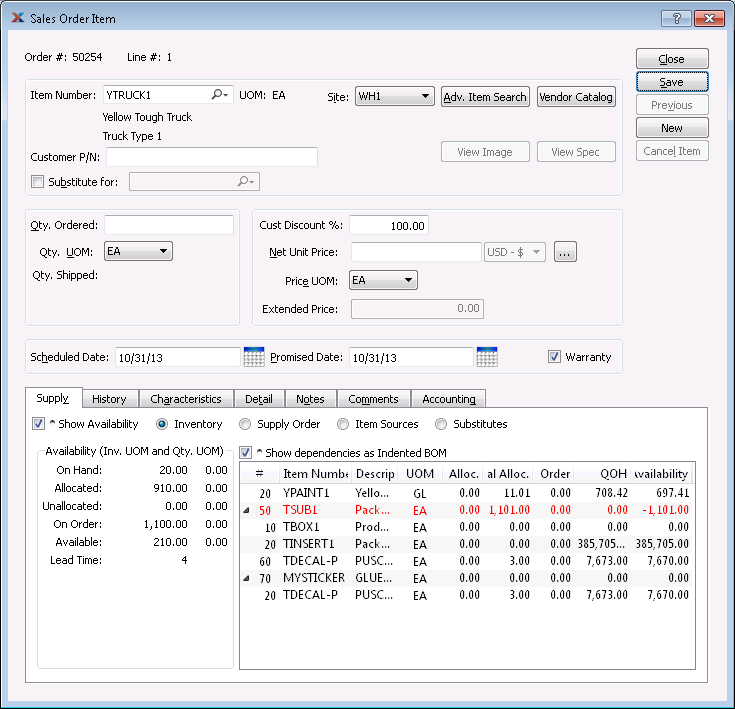 Sales Order Item
Order #: 50254 Line #: 1
Close
Save
Previous
New
Cancel Item
Item Number: YTRUCK1 UOM: EA Site: WH1 Adv. Item Search Vendor Catalog
Yellow Tough Truck
Truck Type 1
Customer P/N: View Image View Spec
Substitute for:
Qty. Ordered:
Qty. UOM: EA
Qty. Shipped:
Cust Discount %: 100.00
Net Unit Price: USD - $ ...
Price UOM: EA
Extended Price: 0.00
Scheduled Date: 10/31/13 Promised Date: 10/31/13 Warranty
Supply History Characteristics Detail Notes Comments Accounting
^ Show Availability Inventory Supply Order Item Sources Substitutes
Availability (Inv. UOM and Qty. UOM)
On Hand: 20.00 0.00
Allocated: 910.00 0.00
Unallocated: 0.00 0.00
On Order: 1,100.00 0.00
Available: 210.00 0.00
Lead Time: 4
^ Show dependencies as Indented BOM
# Item Numbe Descrip UOM Alloc. al Alloc. Order QOH vailability
20 YPAINT1 Yello... GL 0.00 11.01 0.00 708.42 697.41
50 TSUB1 Pack... EA 0.00 1,101.00 0.00 0.00 -1,101.00
10 TBOX1 Prod... EA 0.00 0.00 0.00 0.00 0.00
20 TINSERT1 Pack... EA 0.00 0.00 0.00 385,705... 385,705.00
60 TDECAL-P PUSC... EA 0.00 3.00 0.00 7,673.00 7,670.00
70 MYSTICKER GLUE... EA 0.00 0.00 0.00 0.00 0.00
20 TDECAL-P PUSC... EA 0.00 3.00 0.00 7,673.00 7,670.00